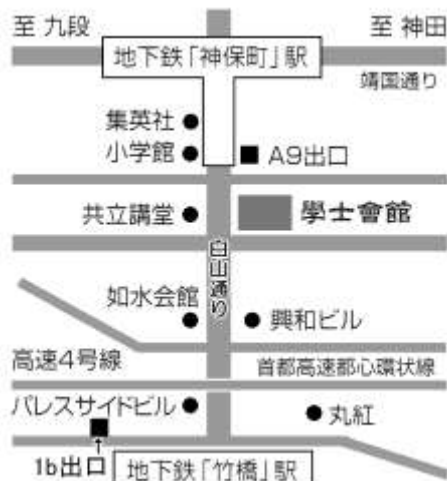 至 九段
至 神田
地下鉄「神保町」駅
靖国通り
集英社
小学館
A9出口
共立講堂
學士會館
白山通り
如水会館
興和ビル
高速4号線
首都高速都心環状線
パレスサイドビル
丸紅
1b出口
地下鉄「竹橋」駅